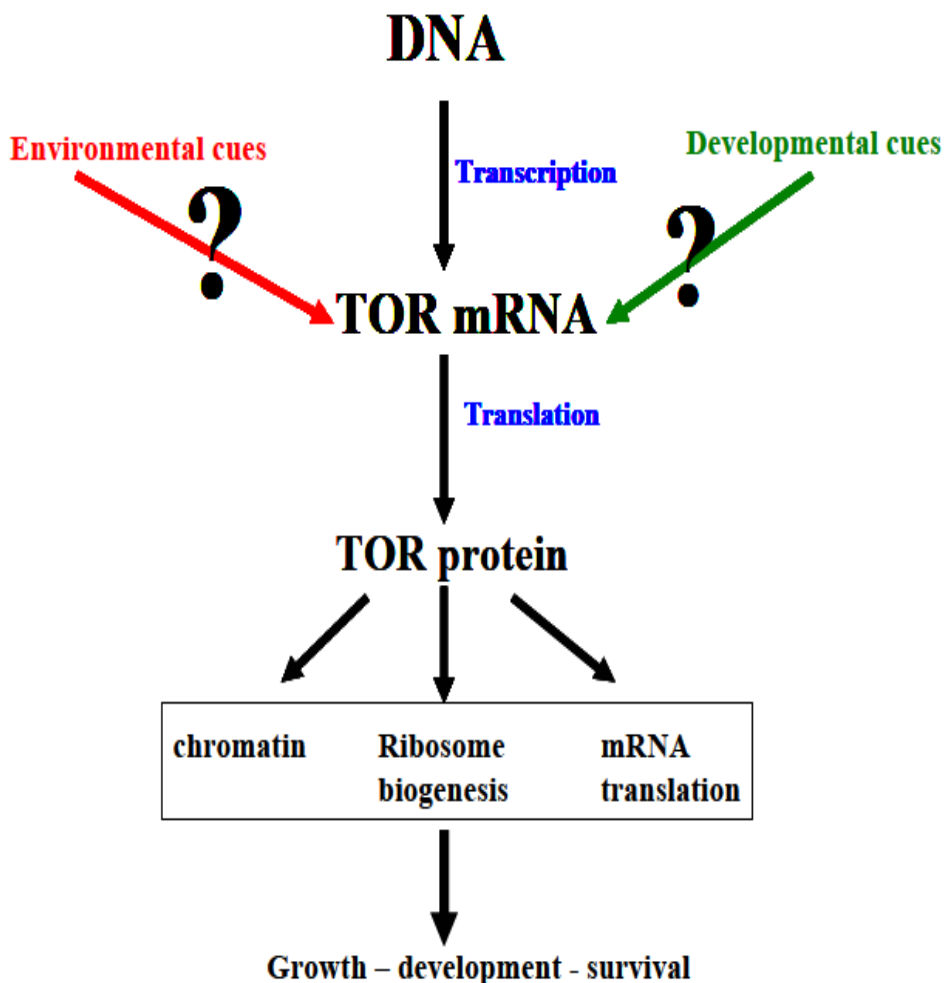 DNA
Environmental cues
Developmental cues
Transcription
?
?
TOR mRNA
Translation
TOR protein
chromatin
Ribosome
biogenesis
mRNA
translation
Growth – development - survival